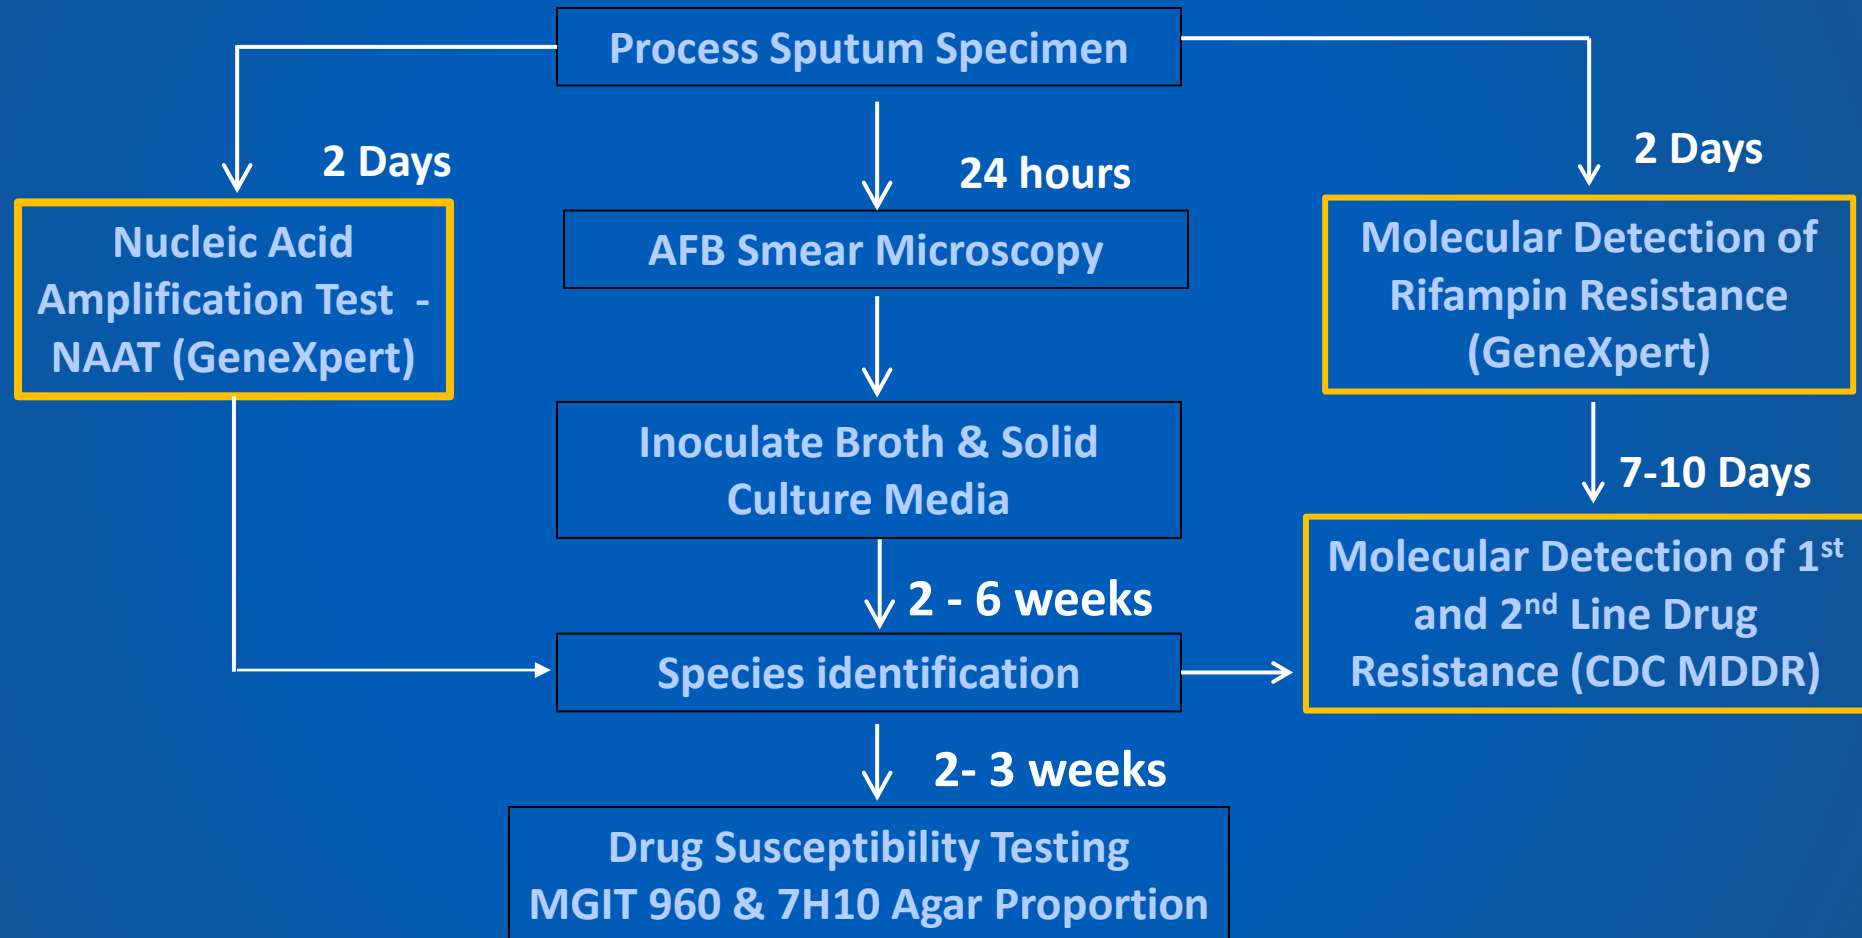 Process Sputum Specimen
2 Days
24 hours
2 Days
Nucleic Acid
Amplification Test -
NAAT (GeneXpert)
AFB Smear Microscopy
Molecular Detection of
Rifampin Resistance
(GeneXpert)
Inoculate Broth & Solid
Culture Media
7-10 Days
2 - 6 weeks
Molecular Detection of 1st
and 2nd Line Drug
Resistance (CDC MDDR)
Species identification
2- 3 weeks
Drug Susceptibility Testing
MGIT 960 & 7H10 Agar Proportion